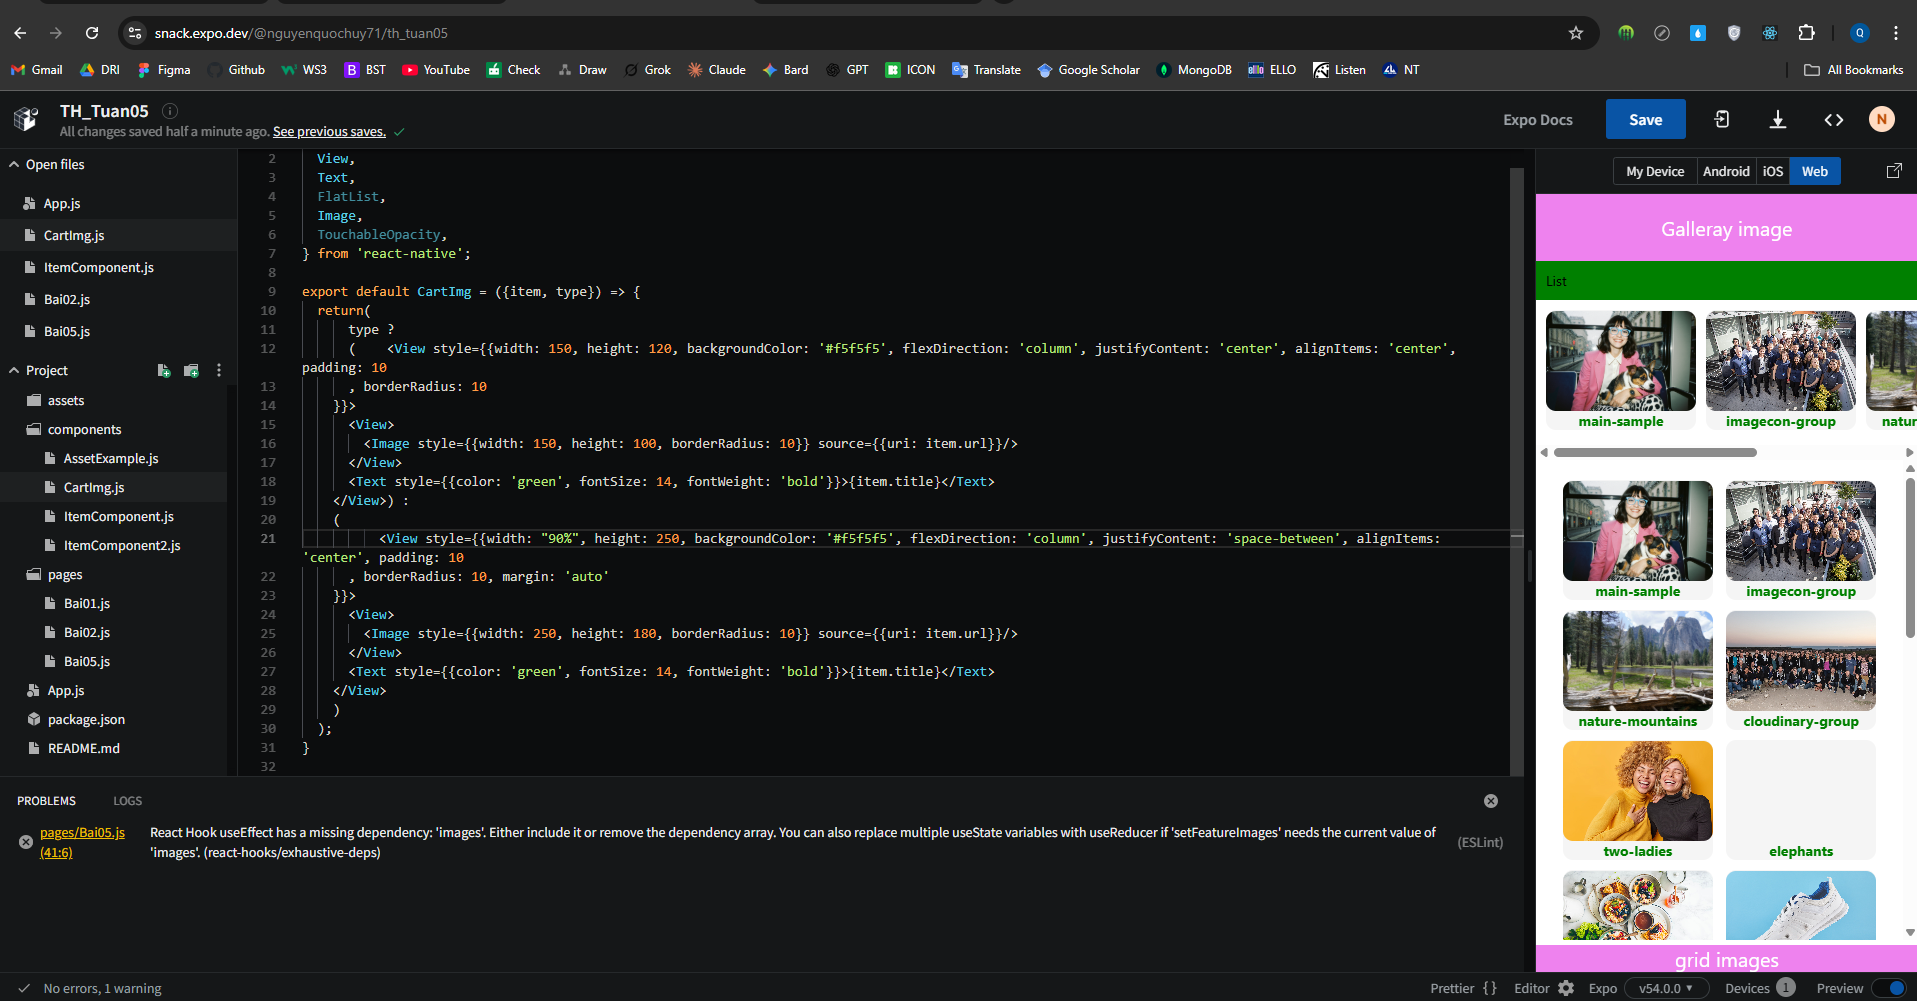 snack.expo.dev/@nguyenquochuy71/th_tuan05
Q
Gmail
DRI
Figma
Github
WS3
BST
YouTube
Check
Draw
Grok
Claude
Bard
GPT
ICON
Translate
Google Scholar
MongoDB
ELLO
Listen
NT
All Bookmarks
TH_Tuan05
All changes saved half a minute ago. See previous saves.
Expo Docs
Save
N
Open files
App.js
CartImg.js
ItemComponent.js
Bai02.js
Bai05.js
Project
assets
components
AssetExample.js
CartImg.js
ItemComponent.js
ItemComponent2.js
pages
Bai01.js
Bai02.js
Bai05.js
App.js
package.json
README.md
2 View,
3 Text,
4 FlatList,
5 Image,
6 TouchableOpacity,
7 } from 'react-native';
8
9 export default CartImg = ({item, type}) => {
10 return(
11 type ?
12 ( <View style={{width: 150, height: 120, backgroundColor: '#f5f5f5', flexDirection: 'column', justifyContent: 'center', alignItems: 'center',
padding: 10
13 , borderRadius: 10
14 }}>
15 <View>
16 <Image style={{width: 150, height: 100, borderRadius: 10}} source={{uri: item.url}}/>
17 </View>
18 <Text style={{color: 'green', fontSize: 14, fontWeight: 'bold'}}>{item.title}</Text>
19 </View>) :
20 (
21 <View style={{width: "90%", height: 250, backgroundColor: '#f5f5f5', flexDirection: 'column', justifyContent: 'space-between', alignItems:
'center', padding: 10
22 , borderRadius: 10, margin: 'auto'
23 }}>
24 <View>
25 <Image style={{width: 250, height: 180, borderRadius: 10}} source={{uri: item.url}}/>
26 </View>
27 <Text style={{color: 'green', fontSize: 14, fontWeight: 'bold'}}>{item.title}</Text>
28 </View>
29 )
30 );
31 }
32
My Device
Android
iOS
Web
Galleray image
List
main-sample
imagecon-group
natur
main-sample
imagecon-group
nature-mountains
cloudinary-group
two-ladies
elephants
grid images
PROBLEMS
LOGS
pages/Bai05.js
(41:6)
React Hook useEffect has a missing dependency: 'images'. Either include it or remove the dependency array. You can also replace multiple useState variables with useReducer if 'setFeatureImages' needs the current value of
'images'. (react-hooks/exhaustive-deps)
(ESLint)
No errors, 1 warning
Prettier { }
Editor
Expo
v54.0.0
Devices 1
Preview